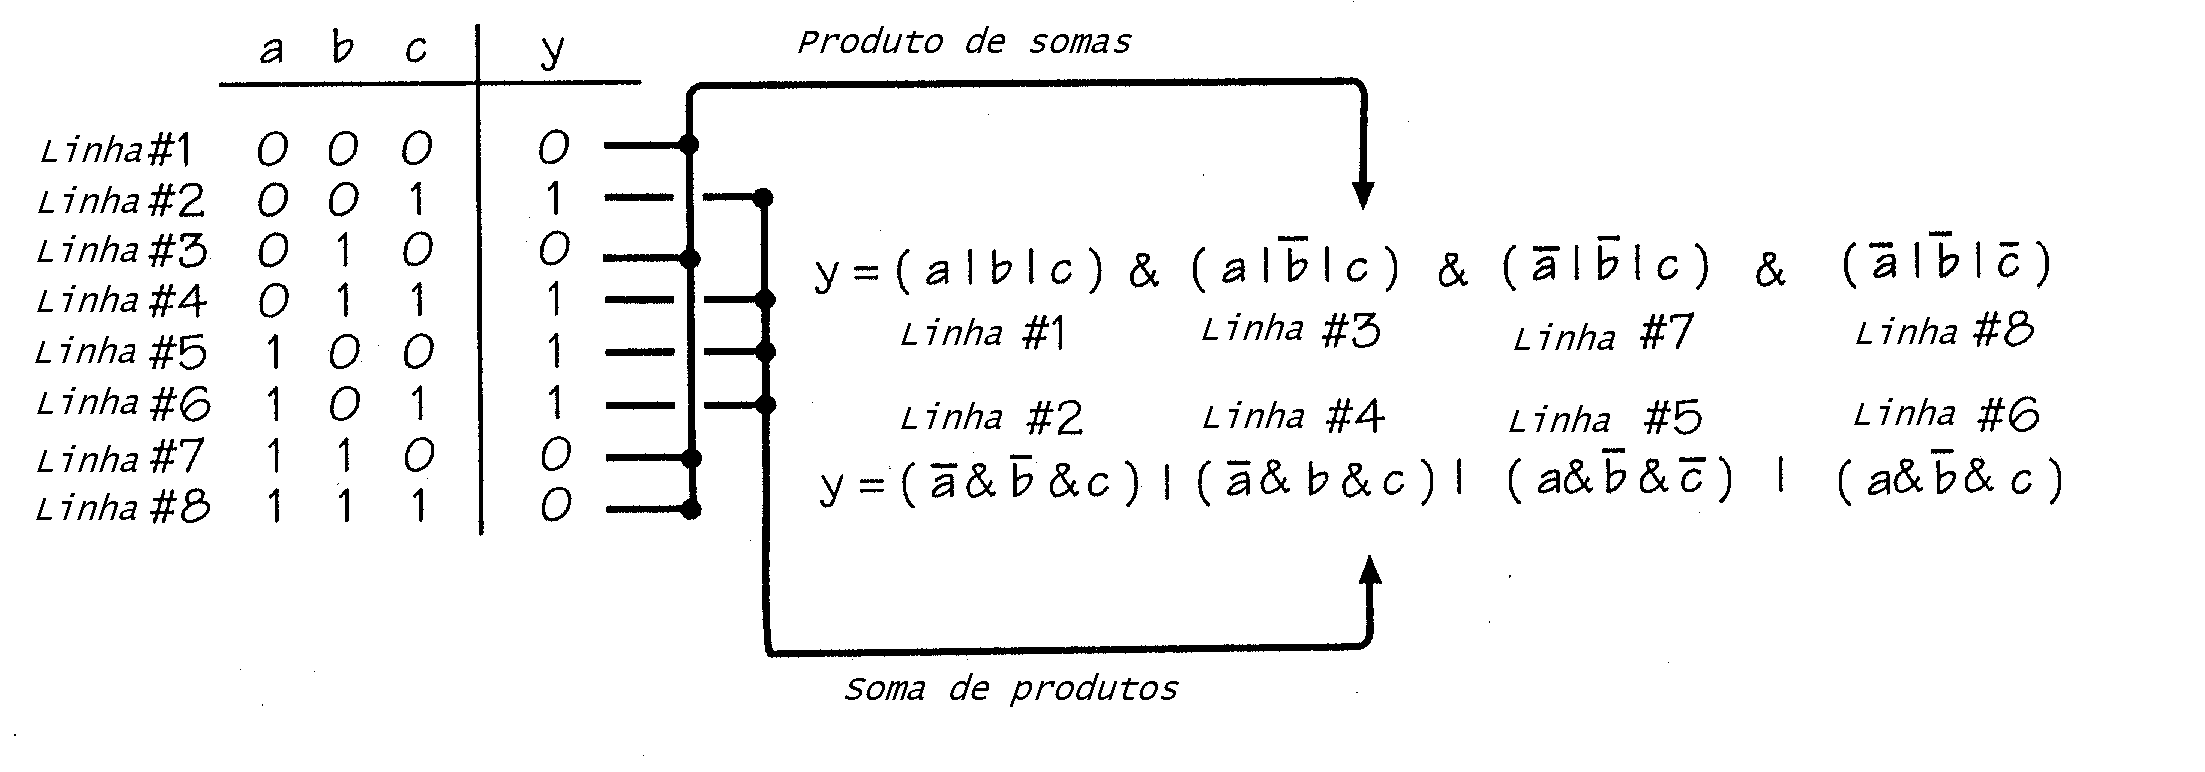 a b c y
Linha #1 0 0 0 0
Linha #2 0 0 1 1
Linha #3 0 1 0 0
Linha #4 0 1 1 1
Linha #5 1 0 0 1
Linha #6 1 0 1 1
Linha #7 1 1 0 0
Linha #8 1 1 1 0
Produto de somas
y = (a|b|c) & (a|b̅|c) & (a̅|b̅|c) & (a̅|b̅|c̅)
Linha #1 Linha #3 Linha #7 Linha #8
Linha #2 Linha #4 Linha #5 Linha #6
y = (a̅&b̅&c) | (a̅&b&c) | (a&b̅&c̅) | (a&b̅&c)
Soma de produtos